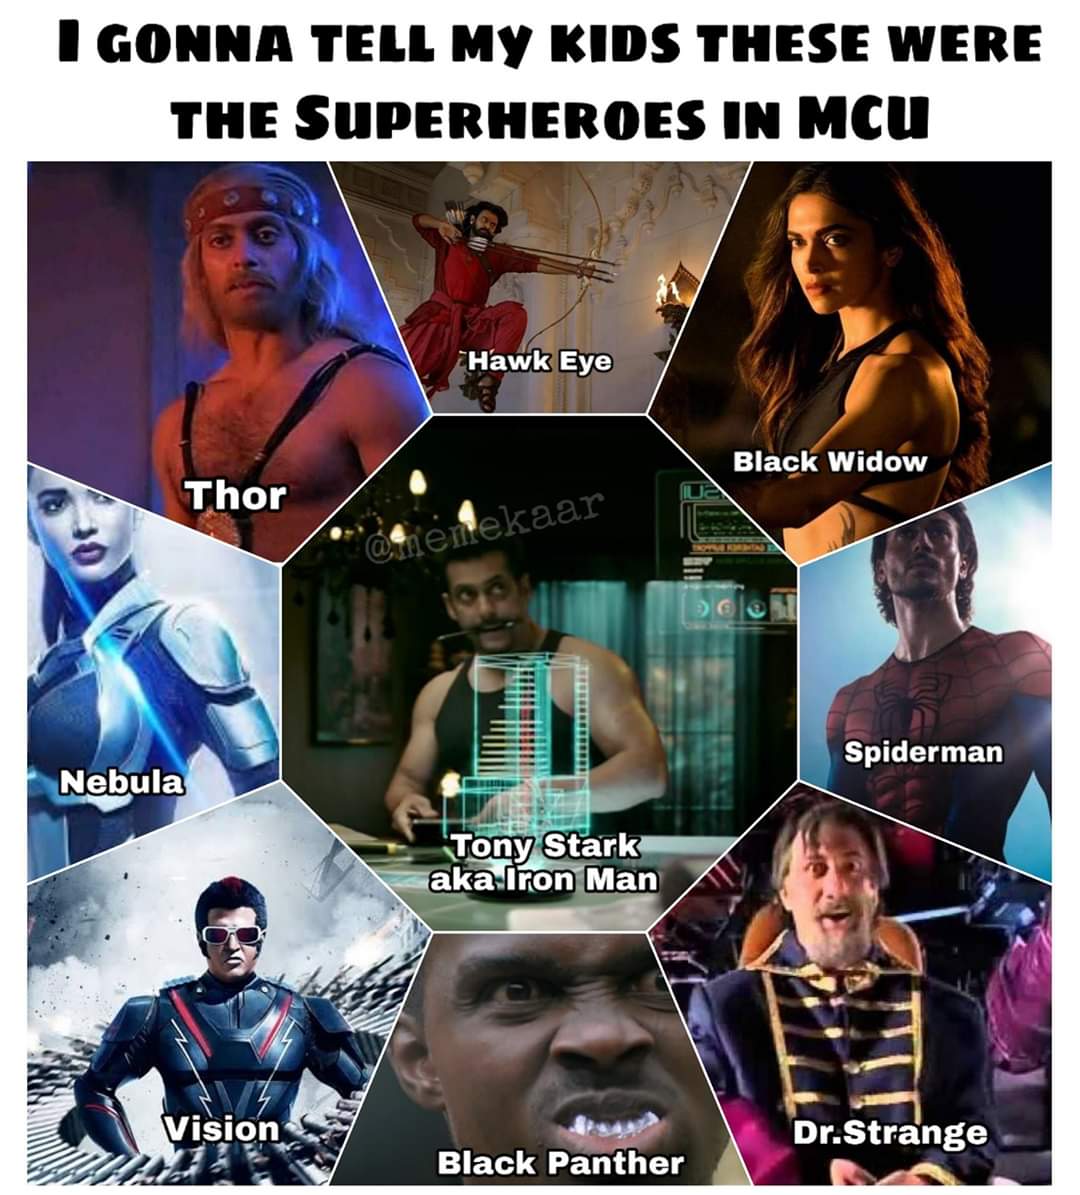 I GONNA TELL MY KIDS THESE WERE
THE SUPERHEROES IN MCU
Hawk Eye
Black Widow
Thor
@memekaar
Spiderman
Nebula
Tony Stark
aka Iron Man
Vision
Dr.Strange
Black Panther